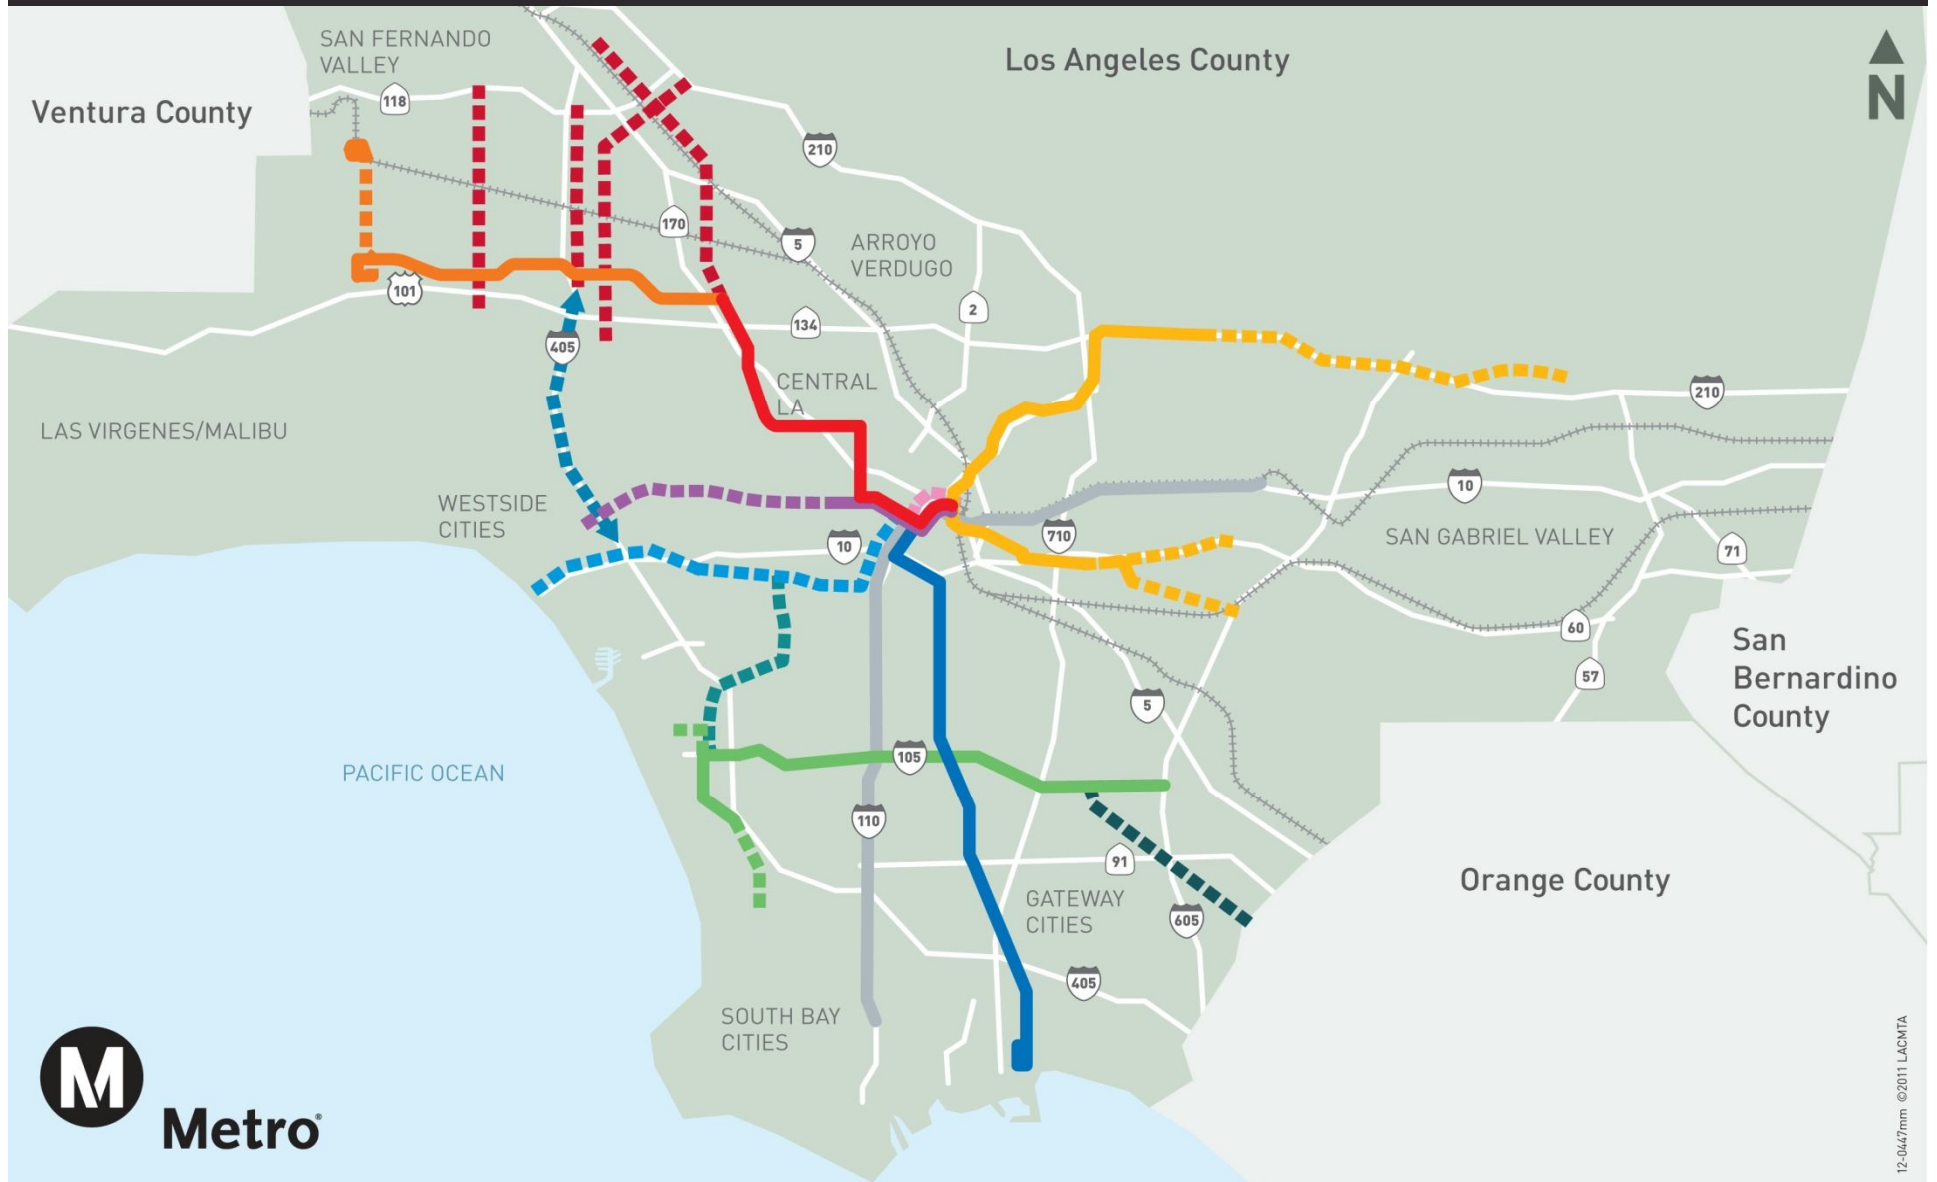 SAN FERNANDO
VALLEY
Los Angeles County
N
Ventura County
118
210
170
5
ARROYO
VERDUGO
101
2
134
405
CENTRAL
LA
210
LAS VIRGENES/MALIBU
WESTSIDE
CITIES
10
10
710
SAN GABRIEL VALLEY
71
60
San
Bernardino
County
57
5
PACIFIC OCEAN
105
110
91
Orange County
GATEWAY
CITIES
605
405
SOUTH BAY
CITIES
M
Metro®
12-0447mm ©2011 LACMTA